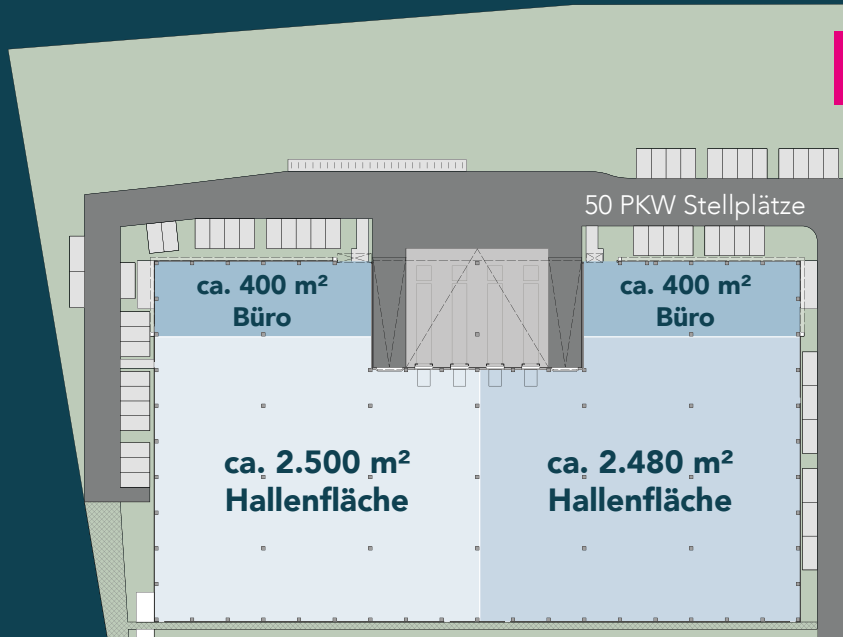 50 PKW Stellplätze
ca. 400 m²
Büro
ca. 400 m²
Büro
ca. 2.500 m²
Hallenfläche
ca. 2.480 m²
Hallenfläche